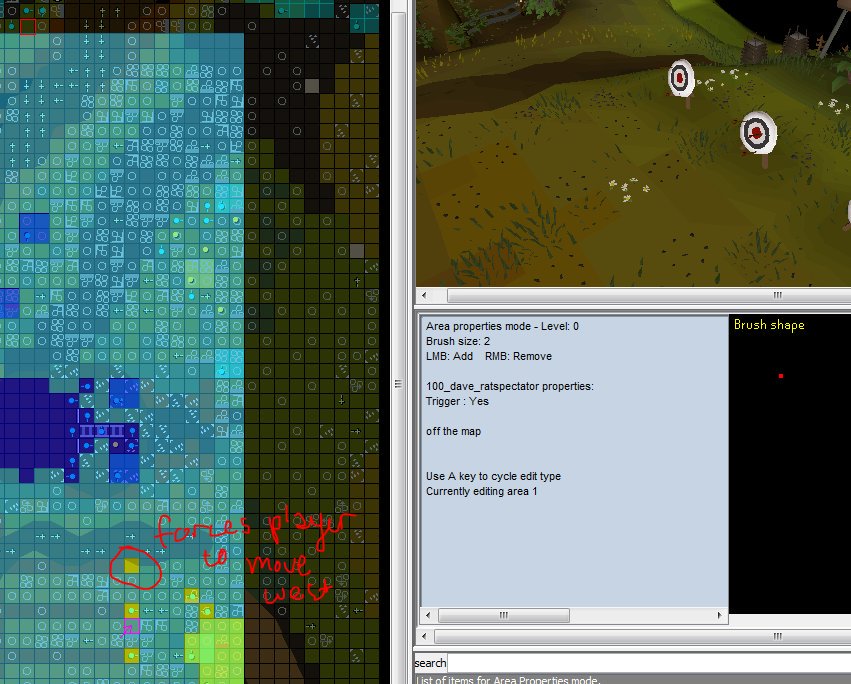 forces player
to move
west
Area properties mode - Level: 0
Brush size: 2
LMB: Add RMB: Remove
100_dave_ratspectator properties:
Trigger : Yes
off the map
Use A key to cycle edit type
Currently editing area 1
Brush shape
search
List of items for Area Properties mode.